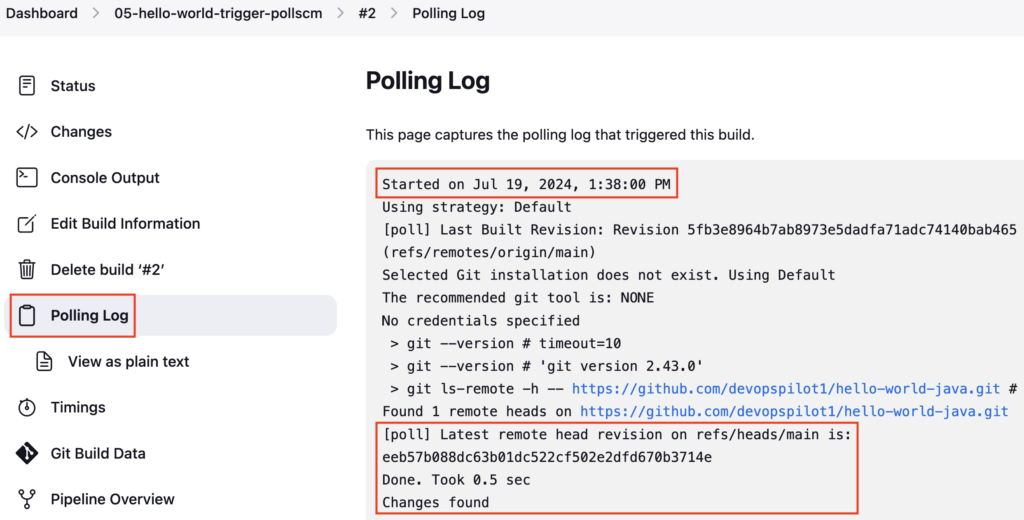 Dashboard > 05-hello-world-trigger-pollscm > #2 > Polling Log
Status
Changes
Console Output
Edit Build Information
Delete build ‘#2’
Polling Log
View as plain text
Timings
Git Build Data
Pipeline Overview
Polling Log
This page captures the polling log that triggered this build.
Started on Jul 19, 2024, 1:38:00 PM
Using strategy: Default
[poll] Last Built Revision: Revision 5fb3e8964b7ab8973e5dadfa71adc74140bab465
(refs/remotes/origin/main)
Selected Git installation does not exist. Using Default
The recommended git tool is: NONE
No credentials specified
> git --version # timeout=10
> git --version # 'git version 2.43.0'
> git ls-remote -h -- https://github.com/devopspilot1/hello-world-java.git #
Found 1 remote heads on https://github.com/devopspilot1/hello-world-java.git
[poll] Latest remote head revision on refs/heads/main is:
eeb57b088dc63b01dc522cf502e2dfd670b3714e
Done. Took 0.5 sec
Changes found